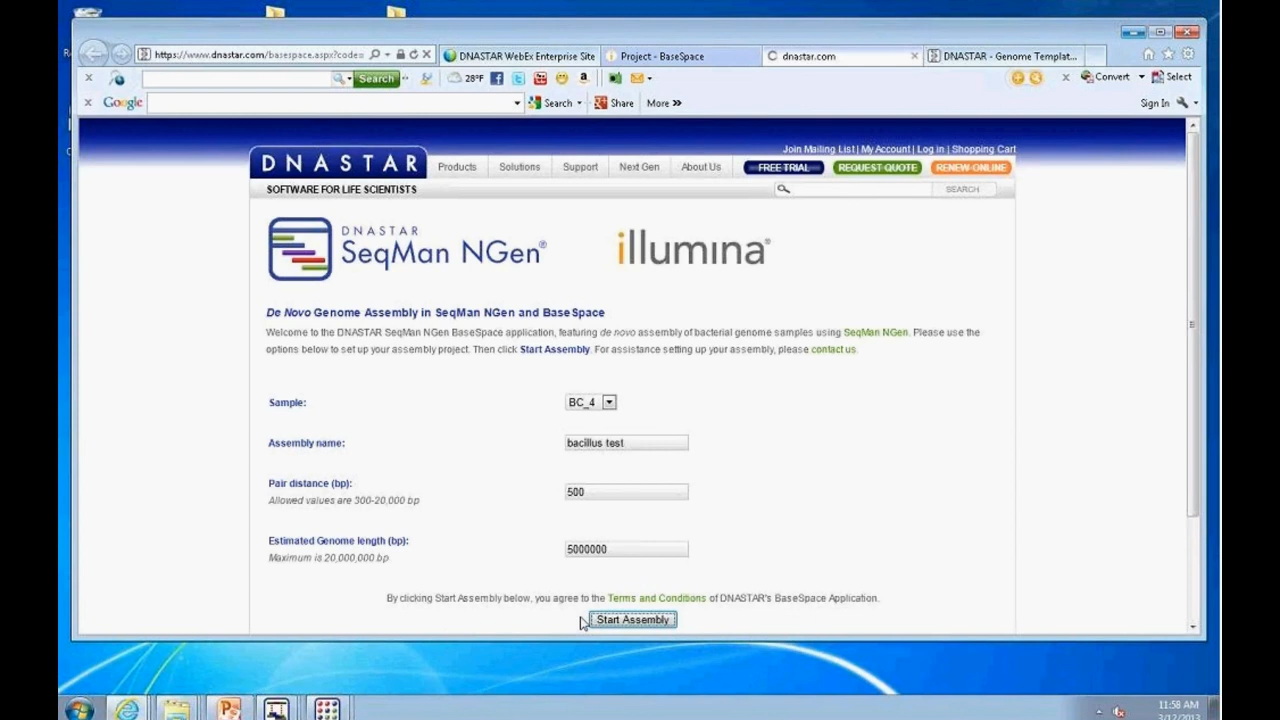 https://www.dnastar.com/basespace.aspx?code=
DNASTAR WebEx Enterprise Site
Project - BaseSpace
dnastar.com
DNASTAR - Genome Templat...
Search
28°F
Convert
Select
Google
Search
Share
More »
Sign In
Join Mailing List | My Account | Log in | Shopping Cart
DNASTAR
Products
Solutions
Support
Next Gen
About Us
FREE TRIAL
REQUEST QUOTE
RENEW ONLINE
SOFTWARE FOR LIFE SCIENTISTS
SEARCH
DNASTAR
SeqMan NGen®
illumina®
De Novo Genome Assembly in SeqMan NGen and BaseSpace
Welcome to the DNASTAR SeqMan NGen BaseSpace application, featuring de novo assembly of bacterial genome samples using SeqMan NGen. Please use the
options below to set up your assembly project. Then click Start Assembly. For assistance setting up your assembly, please contact us.
Sample:
BC_4
Assembly name:
bacillus test
Pair distance (bp):
Allowed values are 300-20,000 bp
500
Estimated Genome length (bp):
Maximum is 20,000,000 bp
5000000
By clicking Start Assembly below, you agree to the Terms and Conditions of DNASTAR's BaseSpace Application.
Start Assembly
11:58 AM
3/12/2013